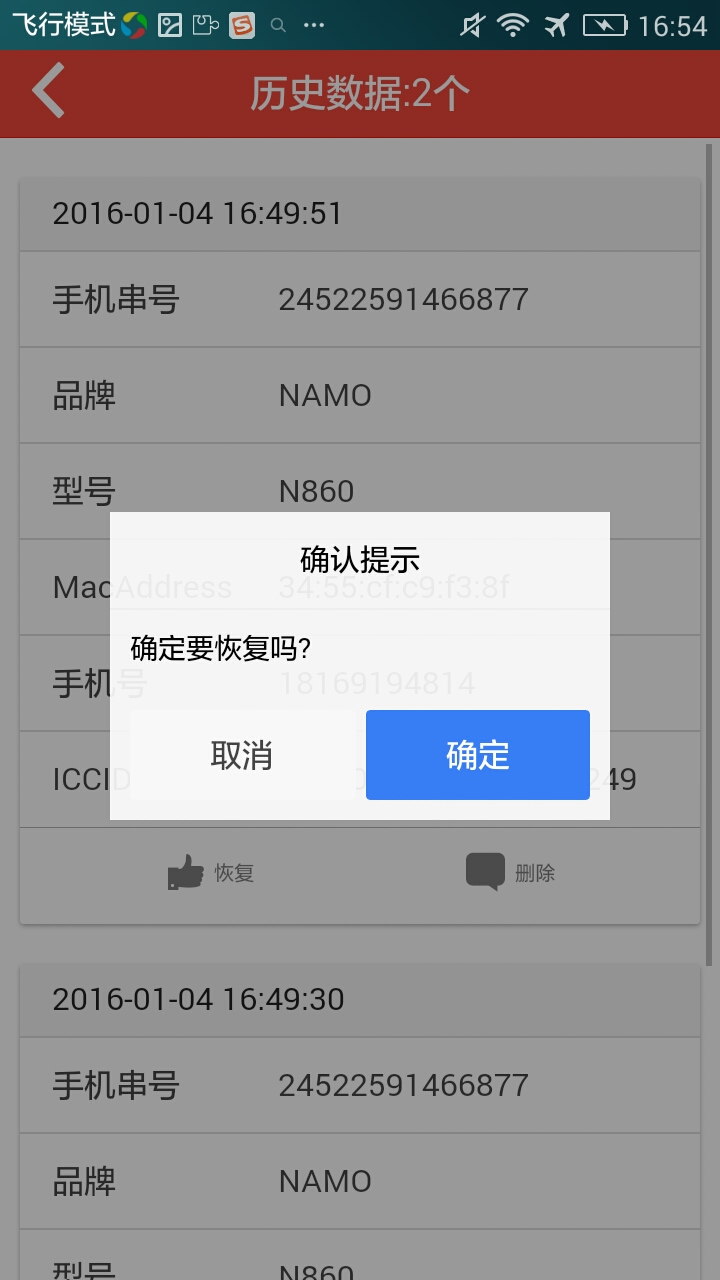 飞行模式 16:54
历史数据:2个
2016-01-04 16:49:51
手机串号 24522591466877
品牌 NAMO
型号 N860
确认提示
MacAddress 34:55:cf:c9:f3:8f
确定要恢复吗?
手机号 18169194814
取消 确定
ICCID 249
恢复 删除
2016-01-04 16:49:30
手机串号 24522591466877
品牌 NAMO
型号 N860